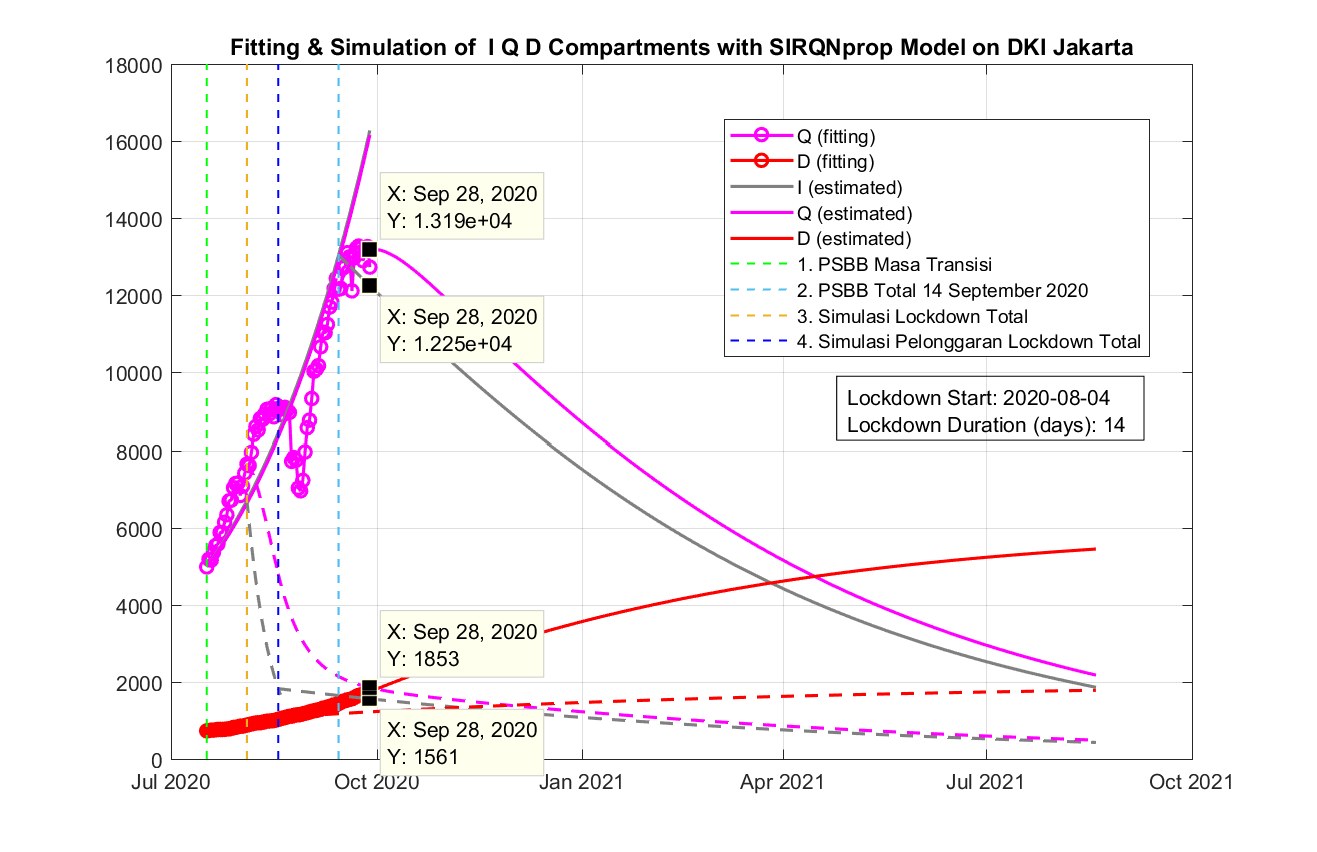 Fitting & Simulation of I Q D Compartments with SIRQNprop Model on DKI Jakarta
18000
16000
14000
12000
10000
8000
6000
4000
2000
0
Q (fitting)
D (fitting)
I (estimated)
Q (estimated)
D (estimated)
1. PSBB Masa Transisi
2. PSBB Total 14 September 2020
3. Simulasi Lockdown Total
4. Simulasi Pelonggaran Lockdown Total
Lockdown Start: 2020-08-04
Lockdown Duration (days): 14
X: Sep 28, 2020
Y: 1.319e+04
X: Sep 28, 2020
Y: 1.225e+04
X: Sep 28, 2020
Y: 1853
X: Sep 28, 2020
Y: 1561
Jul 2020
Oct 2020
Jan 2021
Apr 2021
Jul 2021
Oct 2021